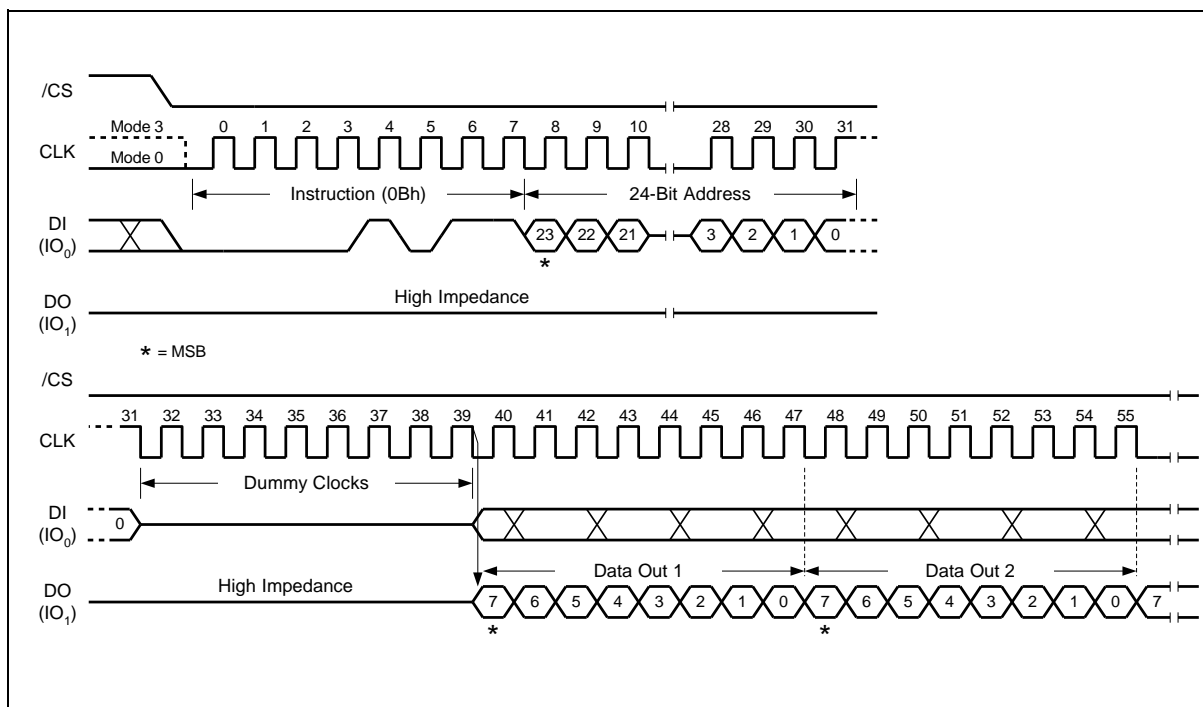 /CS
Mode 3 0 1 2 3 4 5 6 7 8 9 10 28 29 30 31
CLK Mode 0
Instruction (0Bh) 24-Bit Address
DI
(IO0) 23 22 21 3 2 1 0
*
High Impedance
DO
(IO1)
* = MSB
/CS
31 32 33 34 35 36 37 38 39 40 41 42 43 44 45 46 47 48 49 50 51 52 53 54 55
CLK
Dummy Clocks
DI
(IO0) 0
High Impedance Data Out 1 Data Out 2
DO
(IO1) 7 6 5 4 3 2 1 0 7 6 5 4 3 2 1 0 7
* *